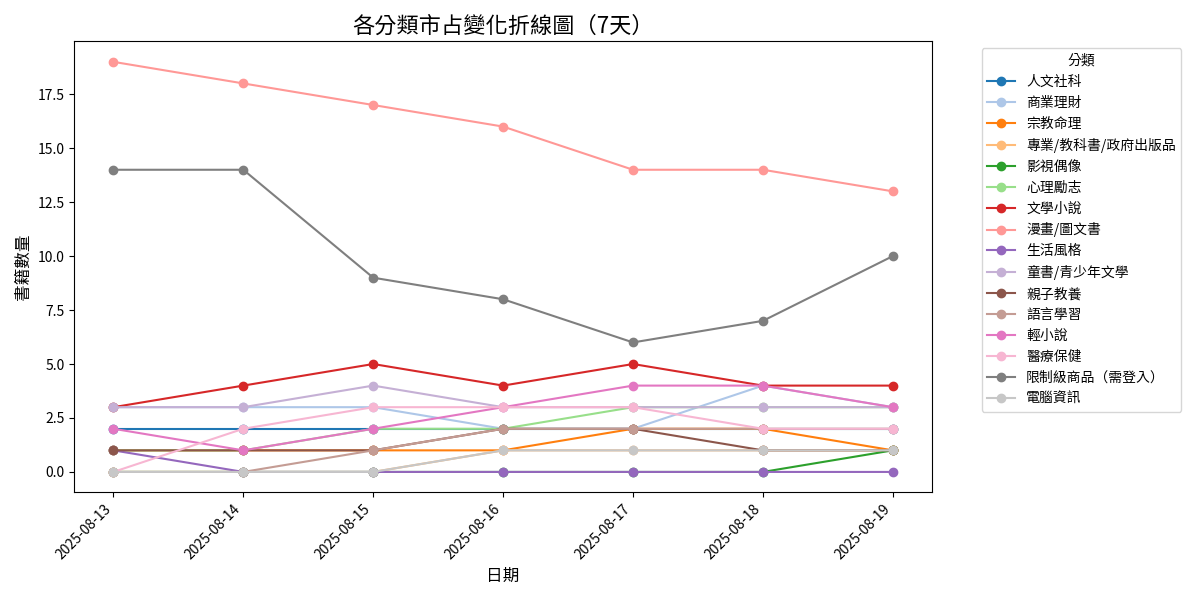 各分類市占變化折線圖（7天）
書籍數量
17.5
15.0
12.5
10.0
7.5
5.0
2.5
0.0
2025-08-13
2025-08-14
2025-08-15
2025-08-16
2025-08-17
2025-08-18
2025-08-19
日期
分類
人文社科
商業理財
宗教命理
專業/教科書/政府出版品
影視偶像
心理勵志
文學小說
漫畫/圖文書
生活風格
童書/青少年文學
親子教養
語言學習
輕小說
醫療保健
限制級商品（需登入）
電腦資訊